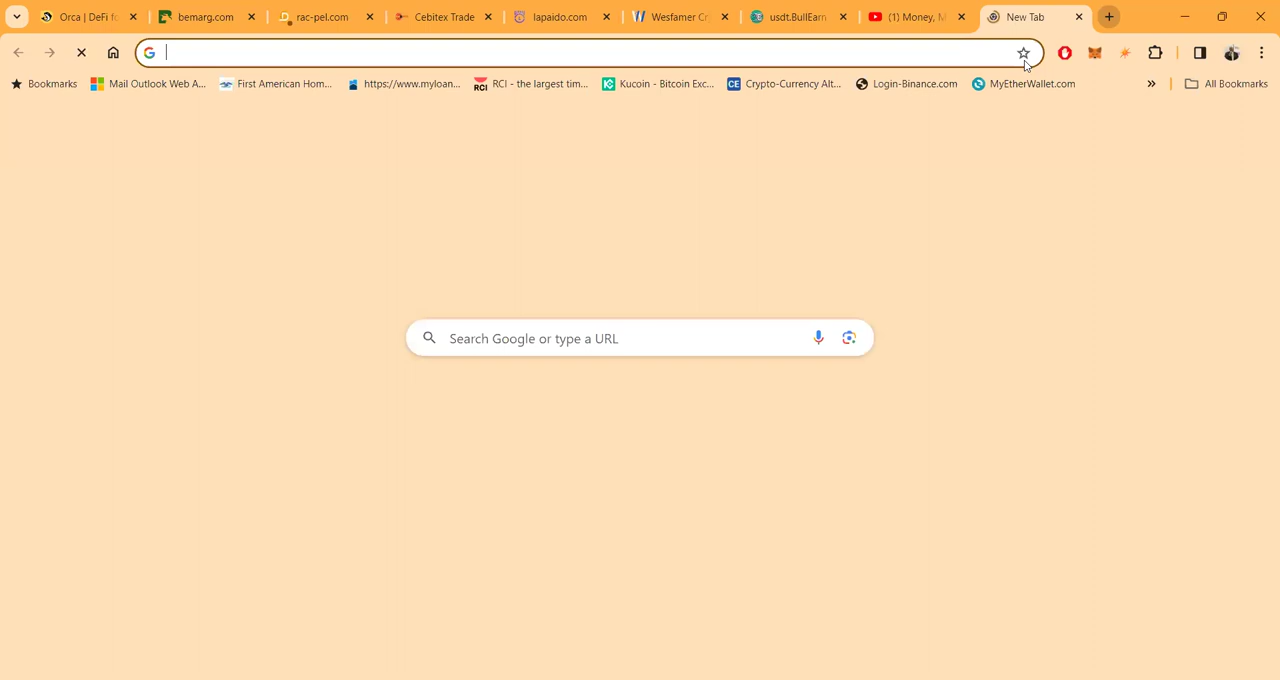 Orca | DeFi fo bemarg.com rac-pel.com Cebitex Trade lapaido.com Wesfamer Cr usdt.BullEarn (1) Money, M New Tab
Bookmarks Mail Outlook Web A... First American Hom... https://www.myloan... RCI RCI - the largest tim... Kucoin - Bitcoin Exc... CE Crypto-Currency Alt... Login-Binance.com MyEtherWallet.com All Bookmarks
Search Google or type a URL